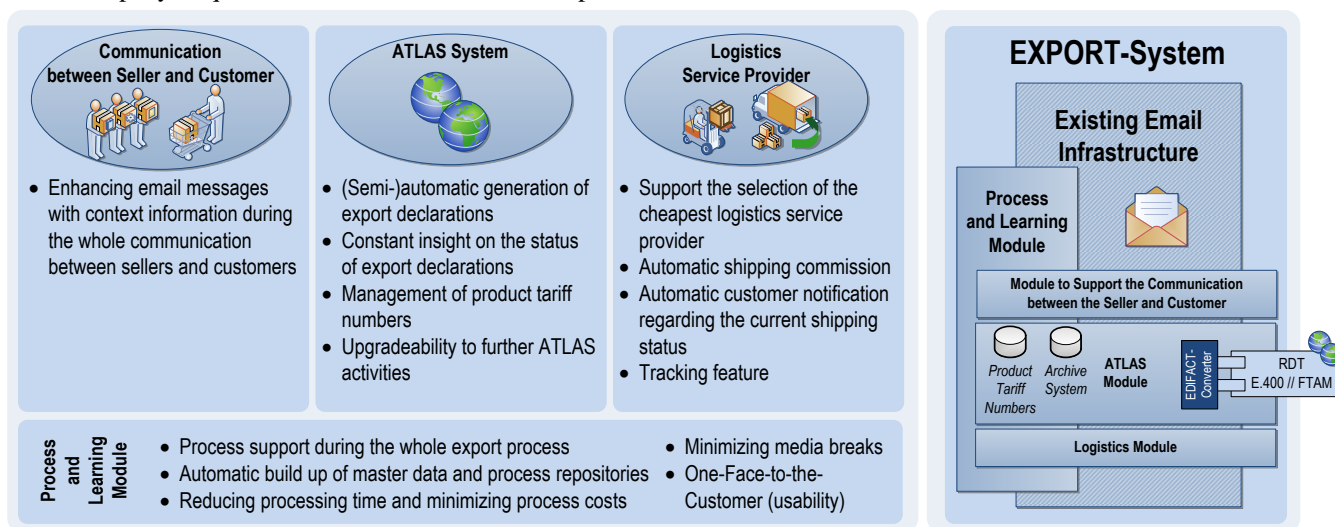 Communication
between Seller and Customer
Enhancing email messages
with context information during
the whole communication
between sellers and customers
ATLAS System
(Semi-)automatic generation of
export declarations
Constant insight on the status
of export declarations
Management of product tariff
numbers
Upgradeability to further ATLAS
activities
Logistics
Service Provider
Support the selection of the
cheapest logistics service
provider
Automatic shipping commission
Automatic customer notification
regarding the current shipping
status
Tracking feature
Process
and
Learning
Module
Process support during the whole export process
Automatic build up of master data and process repositories
Reducing processing time and minimizing process costs
Minimizing media breaks
One-Face-to-the-
Customer (usability)
EXPORT-System
Existing Email
Infrastructure
Process
and Learning
Module
Module to Support the Communication
between the Seller and Customer
Product
Tariff
Numbers
Archive
System
ATLAS
Module
EDIFACT-
Converter
RDT
E.400 // FTAM
Logistics Module